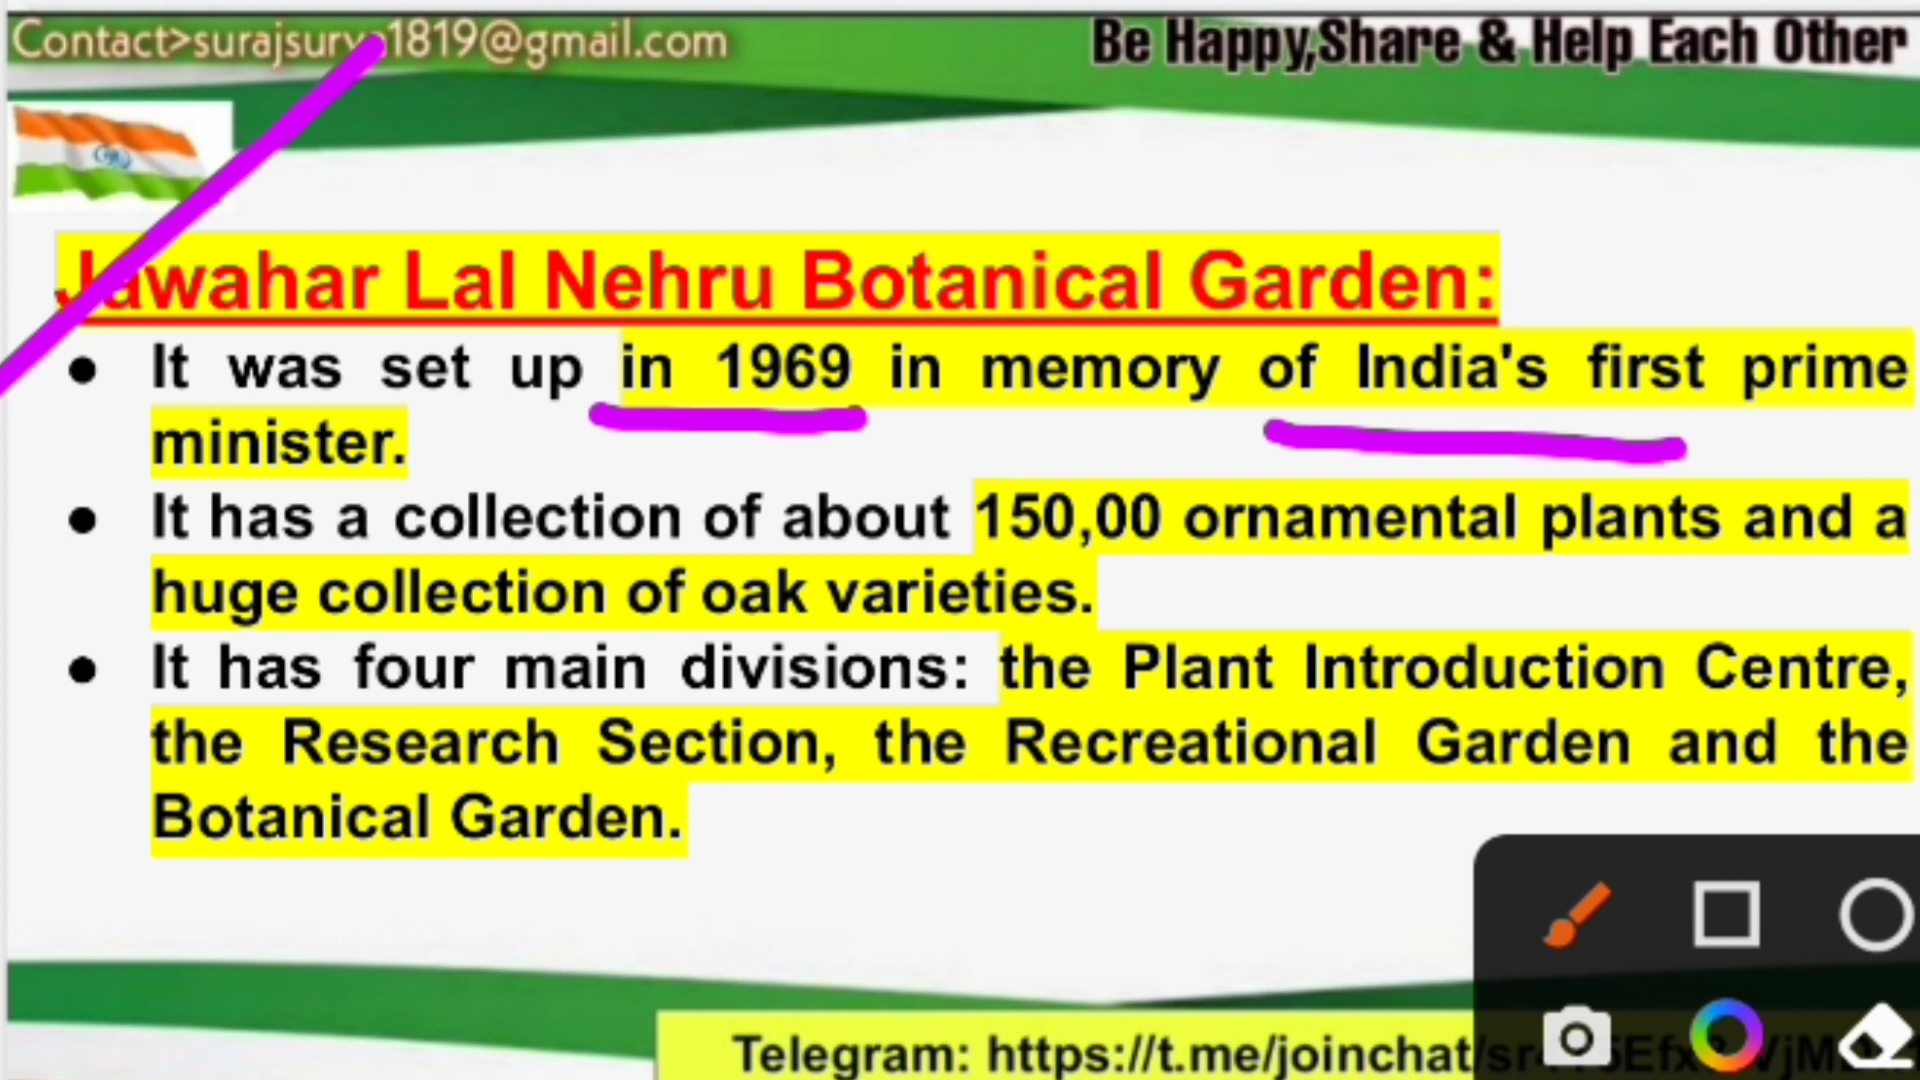 Contact>surajsurya1819@gmail.com
Be Happy,Share & Help Each Other
Jawahar Lal Nehru Botanical Garden:
● It was set up in 1969 in memory of India's first prime
minister.
● It has a collection of about 150,00 ornamental plants and a
huge collection of oak varieties.
● It has four main divisions: the Plant Introduction Centre,
the Research Section, the Recreational Garden and the
Botanical Garden.
Telegram: https://t.me/joinchat/